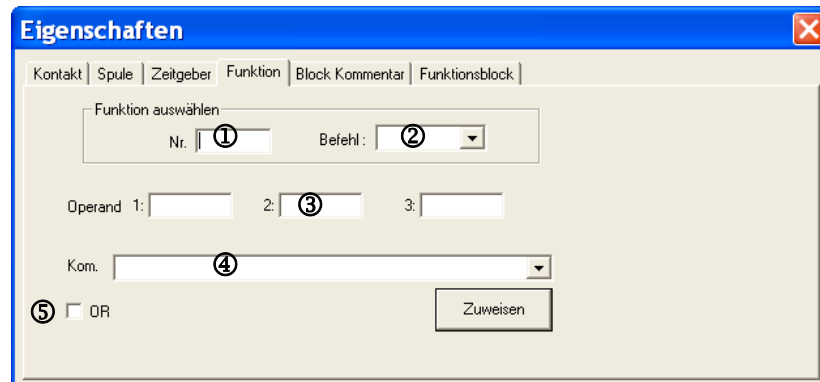 Eigenschaften
Kontakt Spule Zeitgeber Funktion Block Kommentar Funktionsblock
Funktion auswählen
Nr. ① Befehl : ②
Operand 1: 2: ③ 3:
Kom. ④
⑤ OR Zuweisen